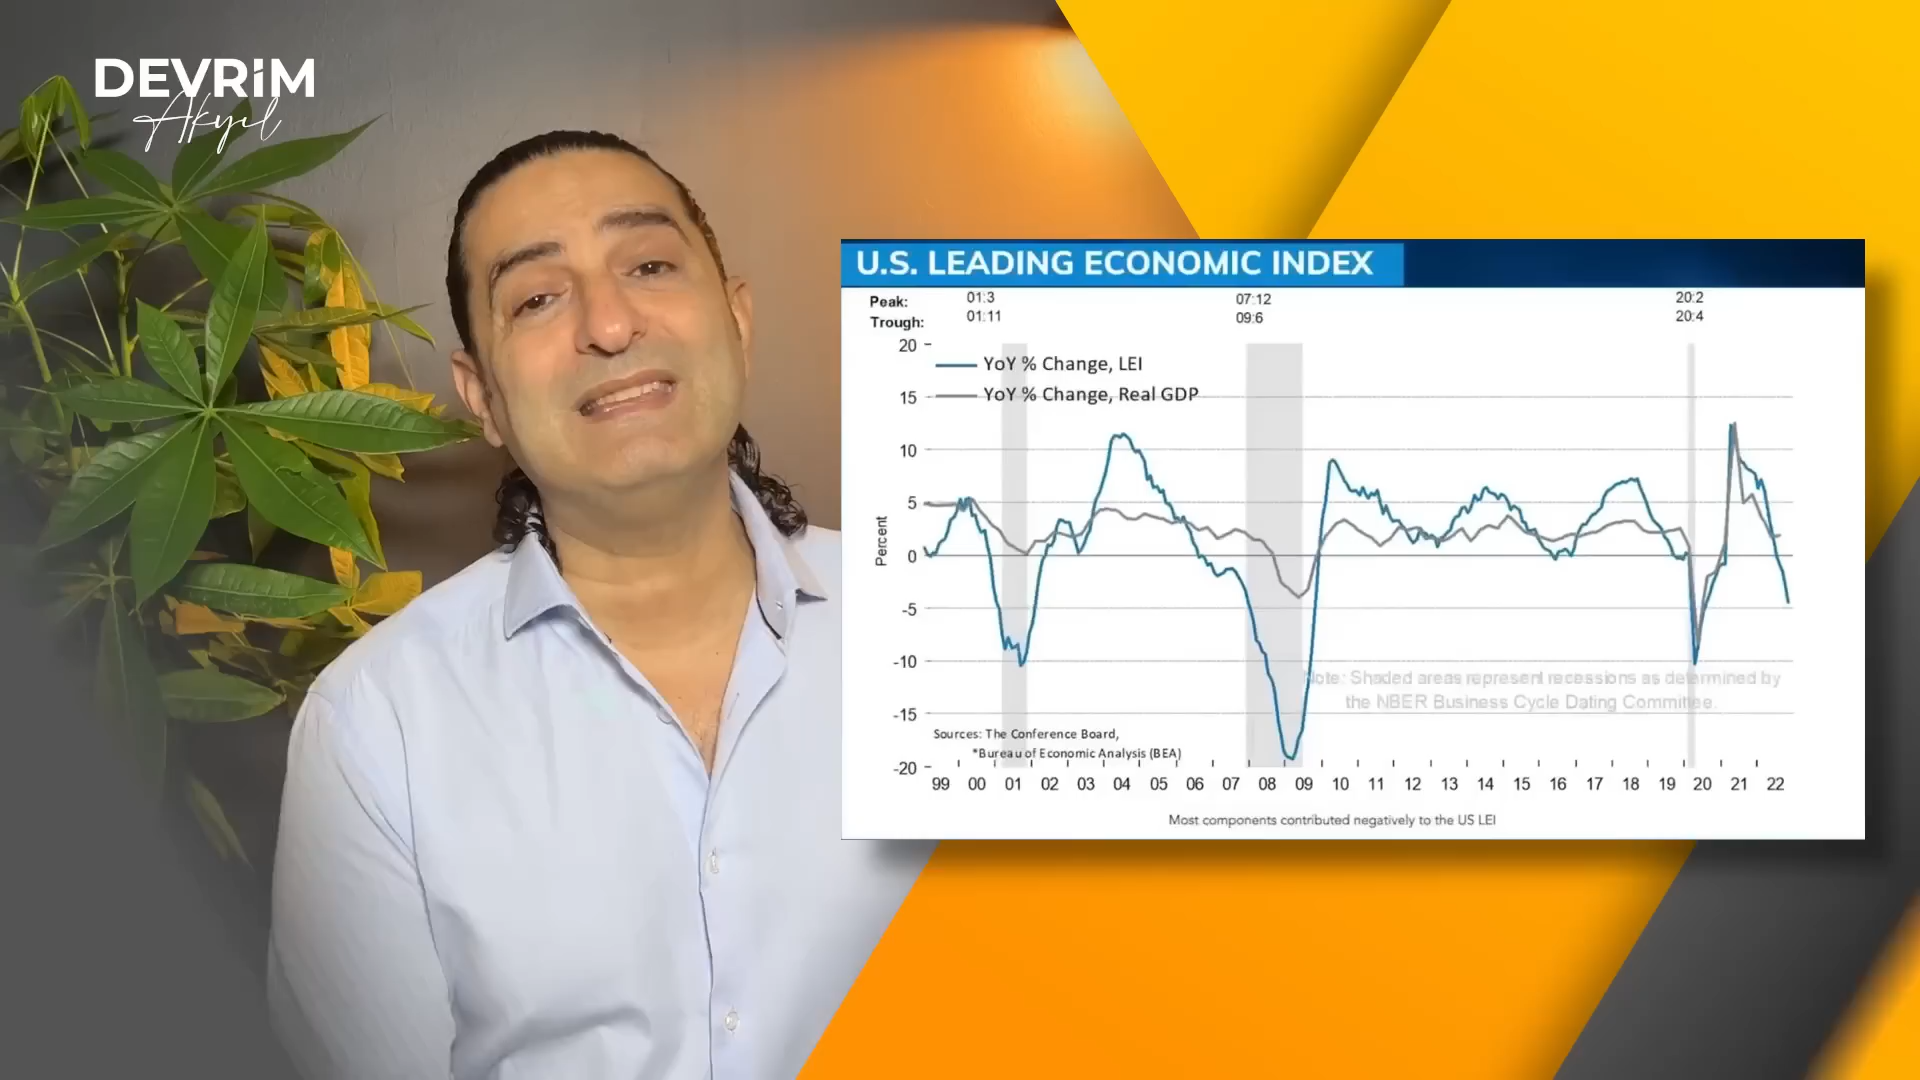 DEVRiM
Akyıl
U.S. LEADING ECONOMIC INDEX
Peak: 01:3 07:12 20:2
Trough: 01:11 09:6 20:4
YoY % Change, LEI
YoY % Change, Real GDP
Percent
20
15
10
5
0
-5
-10
-15
-20
Note: Shaded areas represent recessions as determined by
the NBER Business Cycle Dating Committee.
Sources: The Conference Board,
*Bureau of Economic Analysis (BEA)
99 00 01 02 03 04 05 06 07 08 09 10 11 12 13 14 15 16 17 18 19 20 21 22
Most components contributed negatively to the US LEI